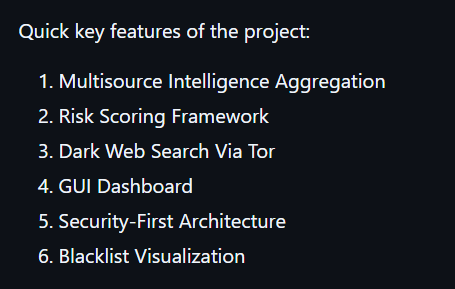 Quick key features of the project:
1. Multisource Intelligence Aggregation
2. Risk Scoring Framework
3. Dark Web Search Via Tor
4. GUI Dashboard
5. Security-First Architecture
6. Blacklist Visualization